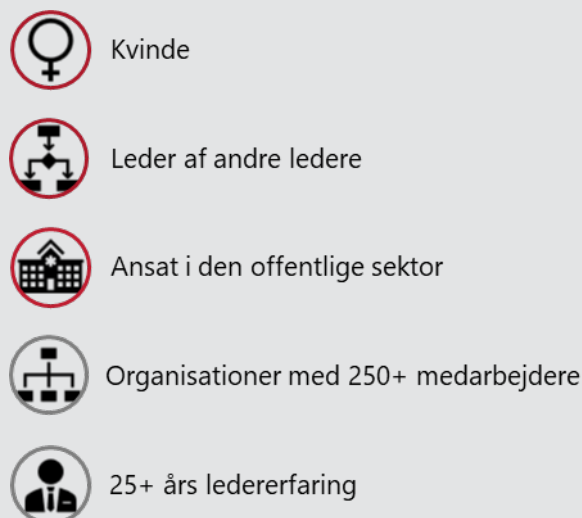 Kvinde
Leder af andre ledere
Ansat i den offentlige sektor
Organisationer med 250+ medarbejdere
25+ års ledererfaring